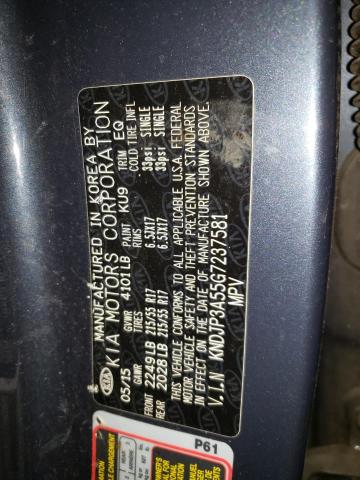 MANUFACTURED IN KOREA BY
KIA MOTORS CORPORATION
05/15 GVWR 4101LB PAINT KU9 TRIM EQ
GAWR TIRES RIMS COLD TIRE INFL
FRONT 2249LB 215/55 R17 6.5JX17 33psi SINGLE
REAR 2028LB 215/55 R17 6.5JX17 33psi SINGLE
THIS VEHICLE CONFORMS TO ALL APPLICABLE U.S.A. FEDERAL
MOTOR VEHICLE SAFETY AND THEFT PREVENTION STANDARDS
IN EFFECT ON THE DATE OF MANUFACTURE SHOWN ABOVE.
V.I.N KNDJP3A55G7237581
MPV
P61